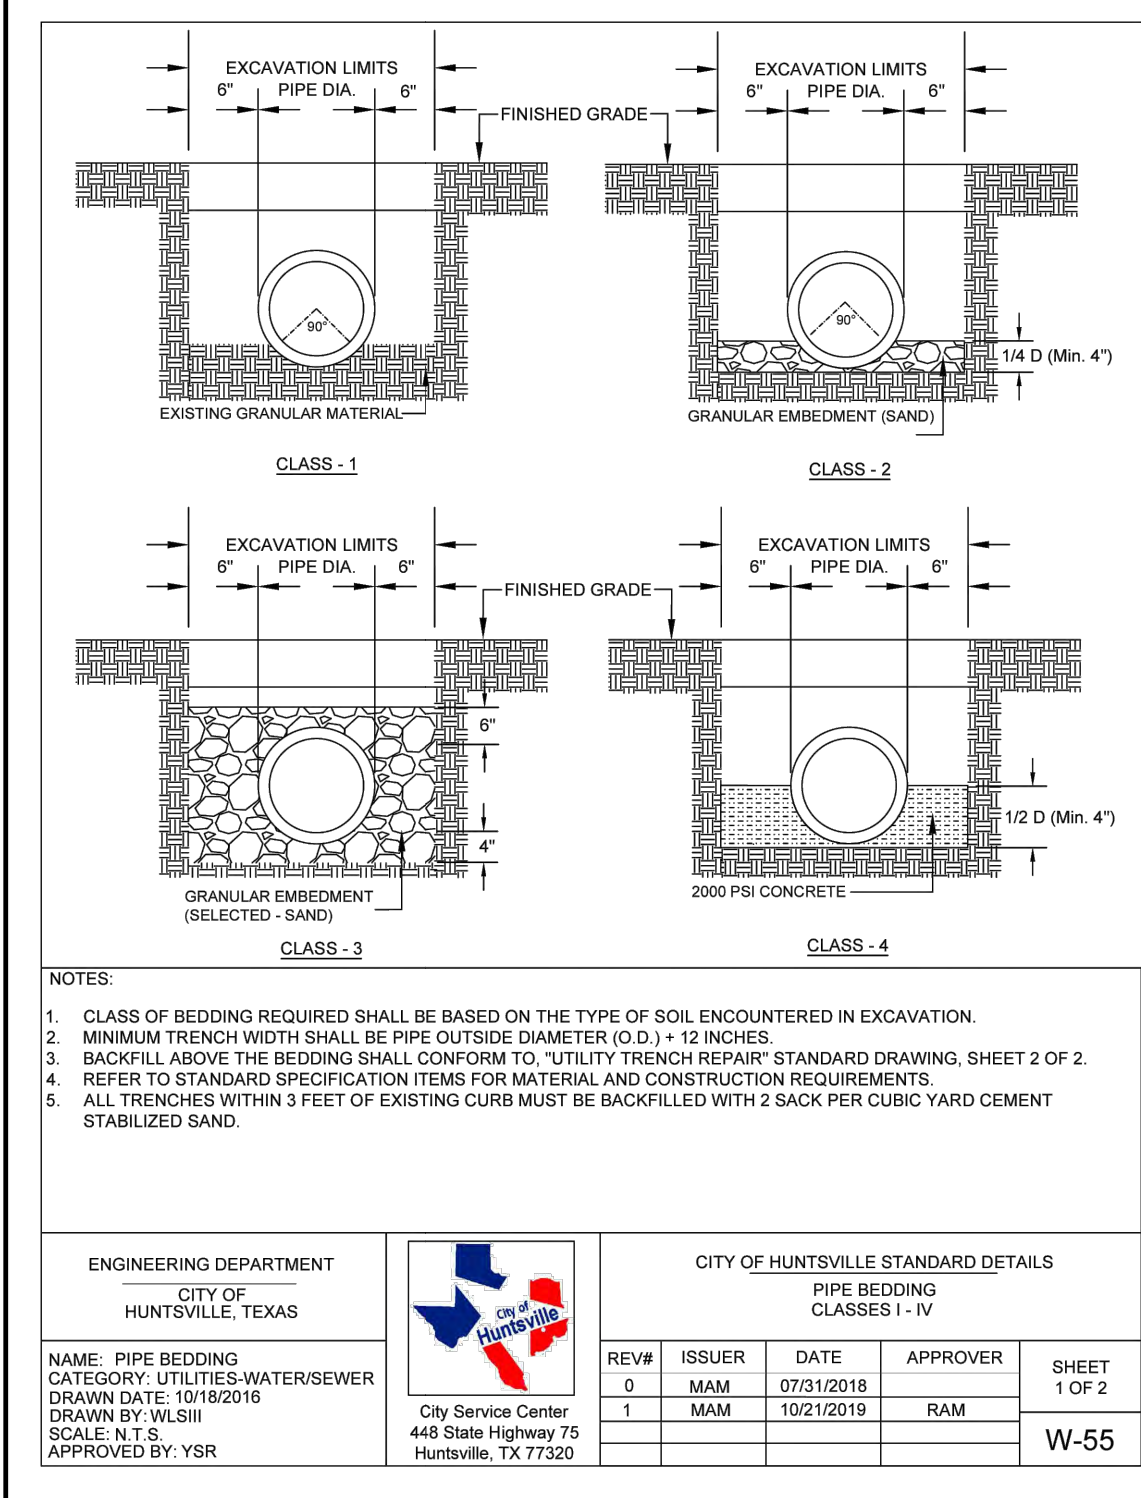 EXCAVATION LIMITS
6" PIPE DIA. 6"
FINISHED GRADE
90°
EXISTING GRANULAR MATERIAL
CLASS - 1
EXCAVATION LIMITS
6" PIPE DIA. 6"
90°
1/4 D (Min. 4")
GRANULAR EMBEDMENT (SAND)
CLASS - 2
EXCAVATION LIMITS
6" PIPE DIA. 6"
FINISHED GRADE
6"
4"
GRANULAR EMBEDMENT
(SELECTED - SAND)
CLASS - 3
EXCAVATION LIMITS
6" PIPE DIA. 6"
1/2 D (Min. 4")
2000 PSI CONCRETE
CLASS - 4
NOTES:
1. CLASS OF BEDDING REQUIRED SHALL BE BASED ON THE TYPE OF SOIL ENCOUNTERED IN EXCAVATION.
2. MINIMUM TRENCH WIDTH SHALL BE PIPE OUTSIDE DIAMETER (O.D.) + 12 INCHES.
3. BACKFILL ABOVE THE BEDDING SHALL CONFORM TO, "UTILITY TRENCH REPAIR" STANDARD DRAWING, SHEET 2 OF 2.
4. REFER TO STANDARD SPECIFICATION ITEMS FOR MATERIAL AND CONSTRUCTION REQUIREMENTS.
5. ALL TRENCHES WITHIN 3 FEET OF EXISTING CURB MUST BE BACKFILLED WITH 2 SACK PER CUBIC YARD CEMENT
STABILIZED SAND.
ENGINEERING DEPARTMENT
CITY OF
HUNTSVILLE, TEXAS
NAME: PIPE BEDDING
CATEGORY: UTILITIES-WATER/SEWER
DRAWN DATE: 10/18/2016
DRAWN BY: WLSIII
SCALE: N.T.S.
APPROVED BY: YSR
City of
Huntsville
City Service Center
448 State Highway 75
Huntsville, TX 77320
CITY OF HUNTSVILLE STANDARD DETAILS
PIPE BEDDING
CLASSES I - IV
REV# ISSUER DATE APPROVER
0 MAM 07/31/2018
1 MAM 10/21/2019 RAM
SHEET
1 OF 2
W-55